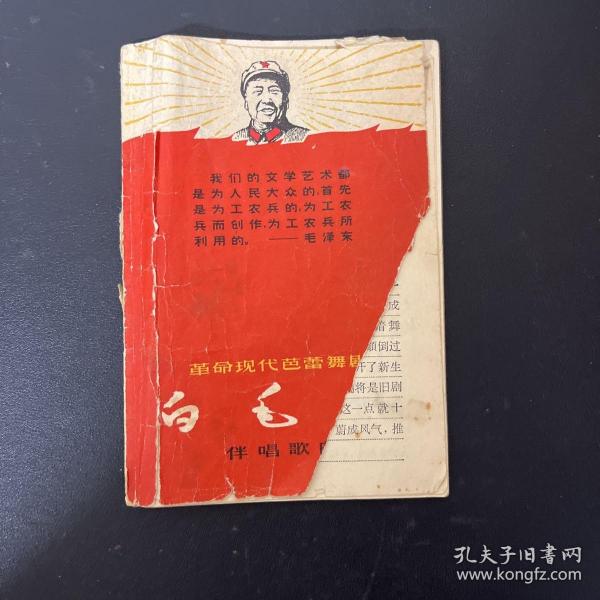 我们的文学艺术都
是为人民大众的,首先
是为工农兵的,为工农
兵而创作,为工农兵所
利用的。——毛泽东
革命现代芭蕾舞剧
白毛
伴唱歌
成
舞
颠倒过
开了新生
将是旧剧
这一点就十
蔚成风气,推
孔夫子旧书网
www.kongfz.com